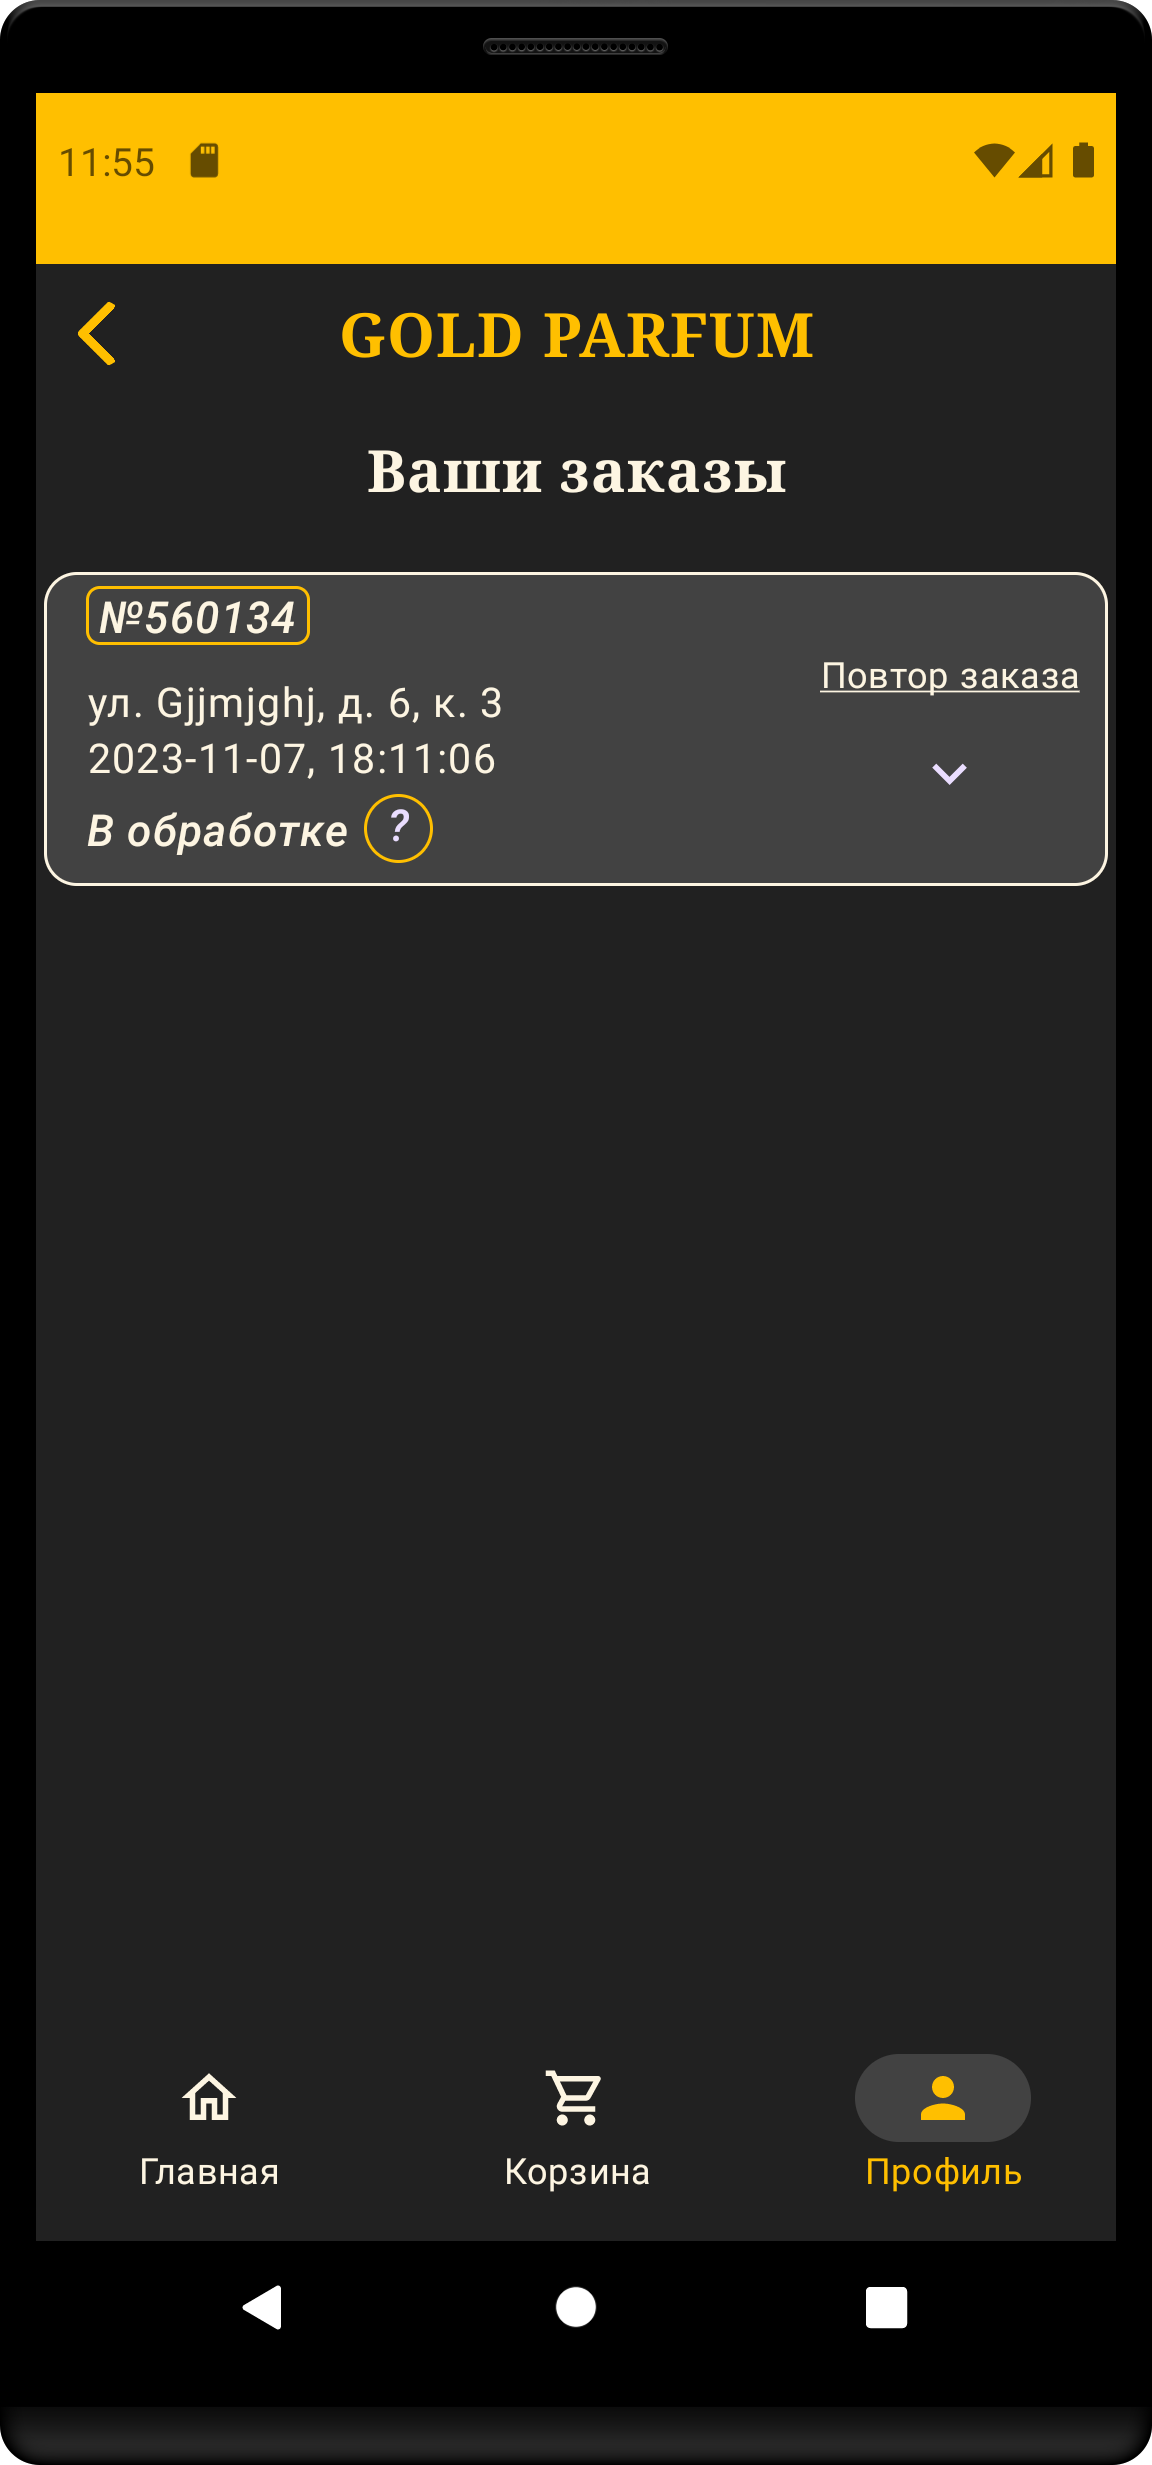 11:55
GOLD PARFUM
Ваши заказы
№560134
Повтор заказа
ул. Gjjmjghj, д. 6, к. 3
2023-11-07, 18:11:06
В обработке ?
Главная
Корзина
Профиль